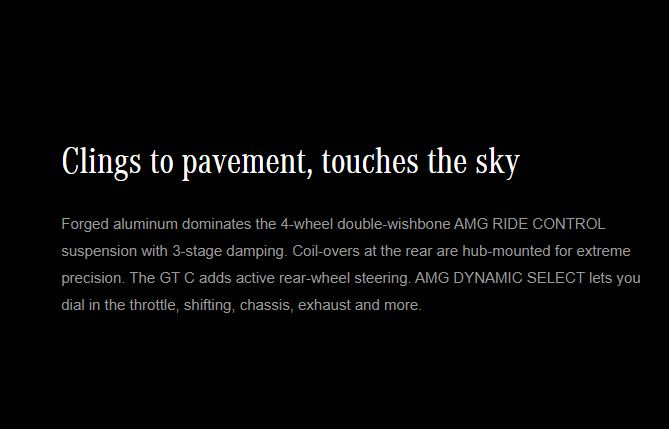 Clings to pavement, touches the sky
Forged aluminum dominates the 4-wheel double-wishbone AMG RIDE CONTROL
suspension with 3-stage damping. Coil-overs at the rear are hub-mounted for extreme
precision. The GT C adds active rear-wheel steering. AMG DYNAMIC SELECT lets you
dial in the throttle, shifting, chassis, exhaust and more.